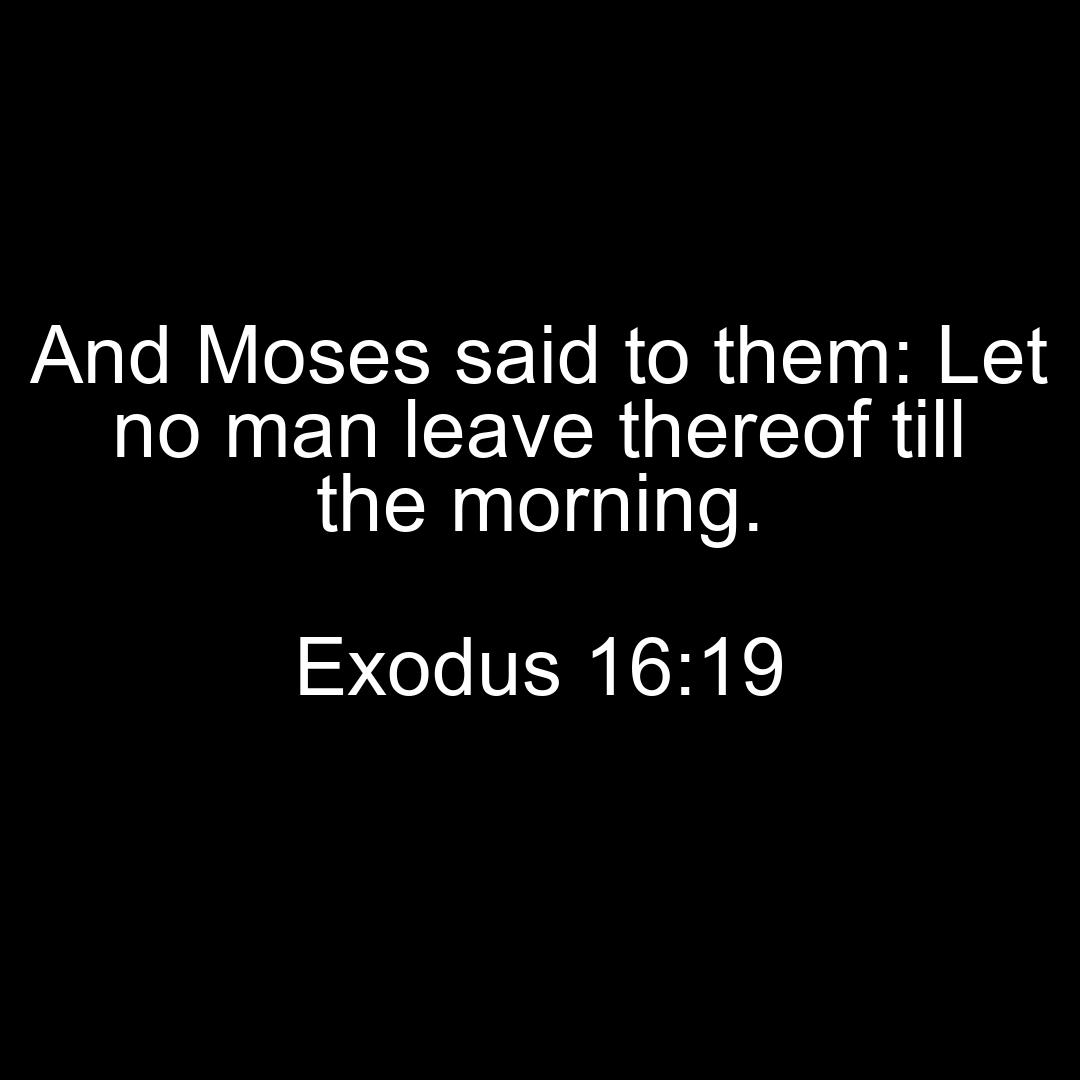 And Moses said to them: Let
no man leave thereof till
the morning.
Exodus 16:19